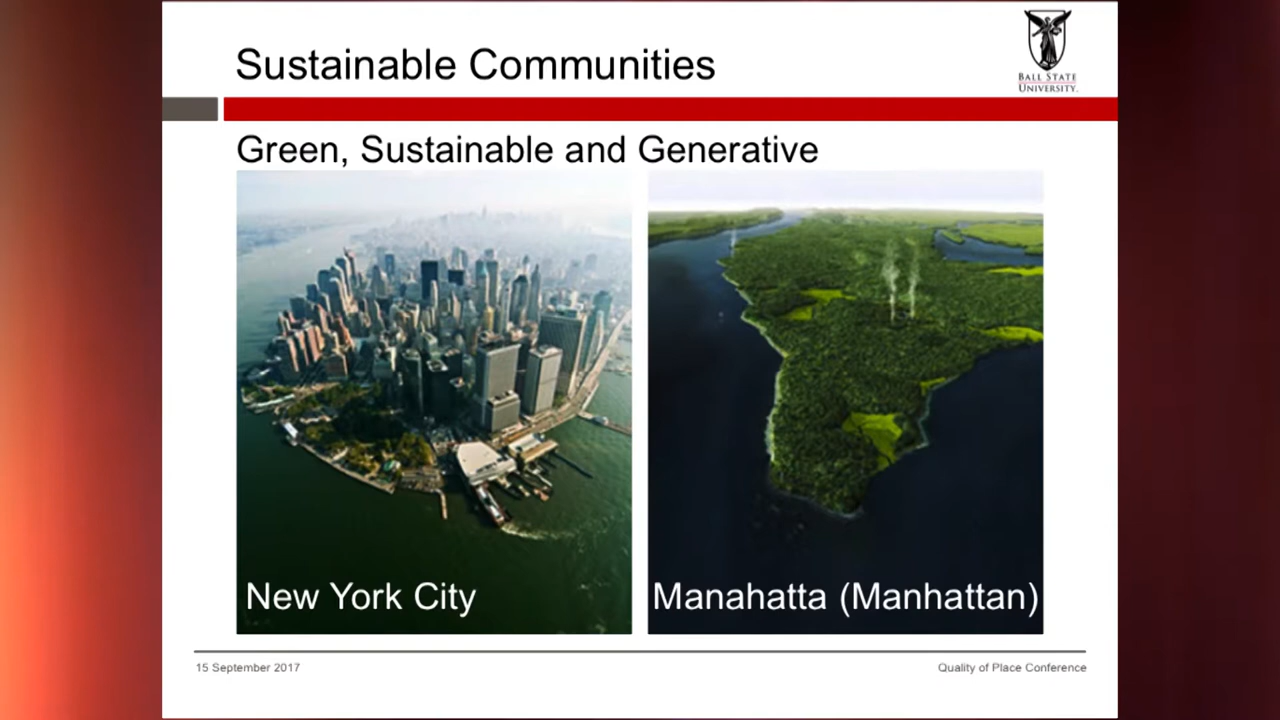 Sustainable Communities
BALL STATE
UNIVERSITY.
Green, Sustainable and Generative
New York City
Manahatta (Manhattan)
15 September 2017
Quality of Place Conference